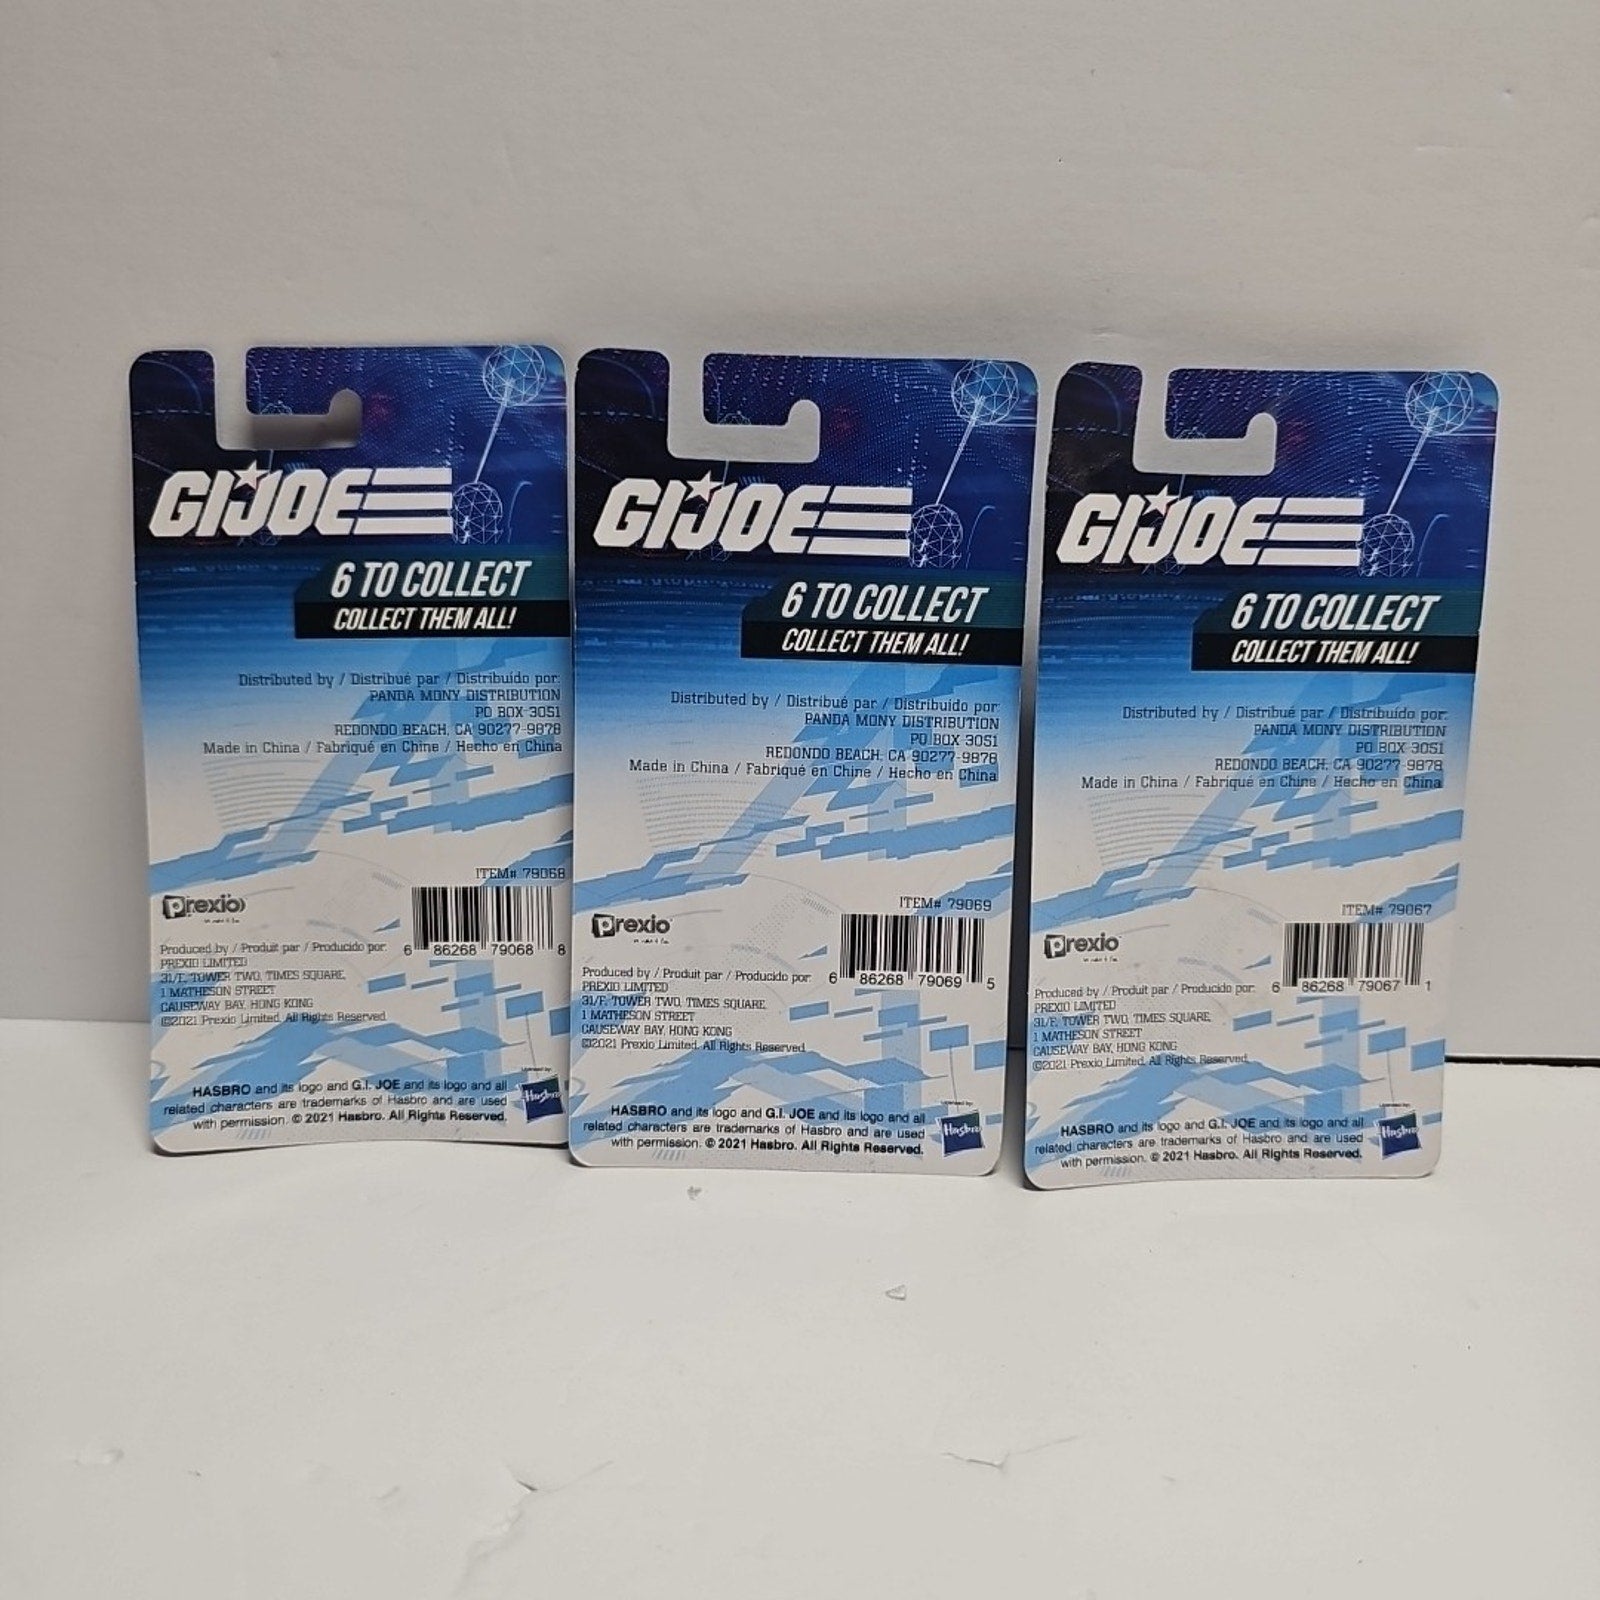 GIJOE
6 TO COLLECT
COLLECT THEM ALL!
Distributed by / Distribué par / Distribuido por:
PANDA MONY DISTRIBUTION
PO BOX 3051
REDONDO BEACH, CA 90277-9878
Made in China / Fabriqué en Chine / Hecho en China
ITEM# 79068
prexio
6 86268 79068 8
Produced by / Produit par / Producido por:
PREXIO LIMITED
31/F, TOWER TWO, TIMES SQUARE,
1 MATHESON STREET
CAUSEWAY BAY, HONG KONG
©2021 Prexio Limited. All Rights Reserved
Licensed by:
HASBRO and its logo and G.I. JOE and its logo and all
related characters are trademarks of Hasbro and are used
with permission. © 2021 Hasbro. All Rights Reserved.
Hasbro
GIJOE
6 TO COLLECT
COLLECT THEM ALL!
Distributed by / Distribué par / Distribuido por:
PANDA MONY DISTRIBUTION
PO BOX 3051
REDONDO BEACH, CA 90277-9878
Made in China / Fabriqué en Chine / Hecho en China
ITEM# 79069
prexio
6 86268 79069 5
Produced by / Produit par / Producido por:
PREXIO LIMITED
31/F, TOWER TWO, TIMES SQUARE,
1 MATHESON STREET
CAUSEWAY BAY, HONG KONG
©2021 Prexio Limited. All Rights Reserved
Licensed by:
HASBRO and its logo and G.I. JOE and its logo and all
related characters are trademarks of Hasbro and are used
with permission. © 2021 Hasbro. All Rights Reserved.
Hasbro
GIJOE
6 TO COLLECT
COLLECT THEM ALL!
Distributed by / Distribué par / Distribuido por:
PANDA MONY DISTRIBUTION
PO BOX 3051
REDONDO BEACH, CA 90277-9878
Made in China / Fabriqué en Chine / Hecho en China
ITEM# 79067
prexio
6 86268 79067 1
Produced by / Produit par / Producido por:
PREXIO LIMITED
31/F, TOWER TWO, TIMES SQUARE,
1 MATHESON STREET
CAUSEWAY BAY, HONG KONG
©2021 Prexio Limited. All Rights Reserved
Licensed by:
HASBRO and its logo and G.I. JOE and its logo and all
related characters are trademarks of Hasbro and are used
with permission. © 2021 Hasbro. All Rights Reserved.
Hasbro